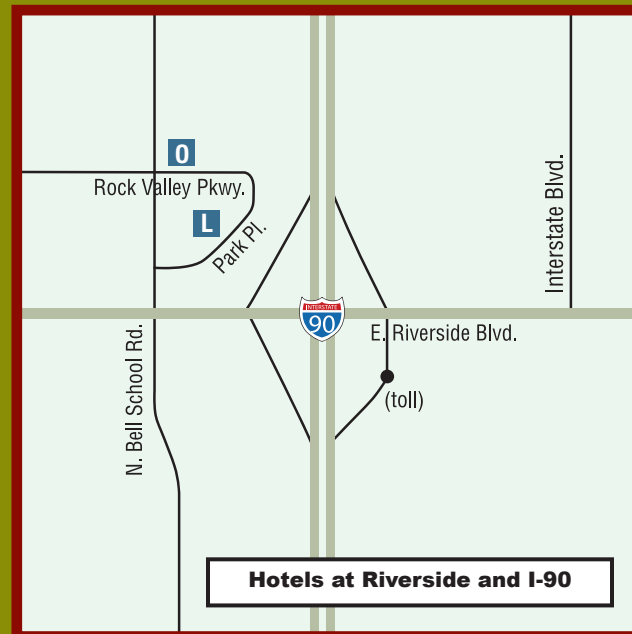 O
Rock Valley Pkwy.
L
Park Pl.
Interstate Blvd.
INTERSTATE
90
E. Riverside Blvd.
N. Bell School Rd.
(toll)
Hotels at Riverside and I-90